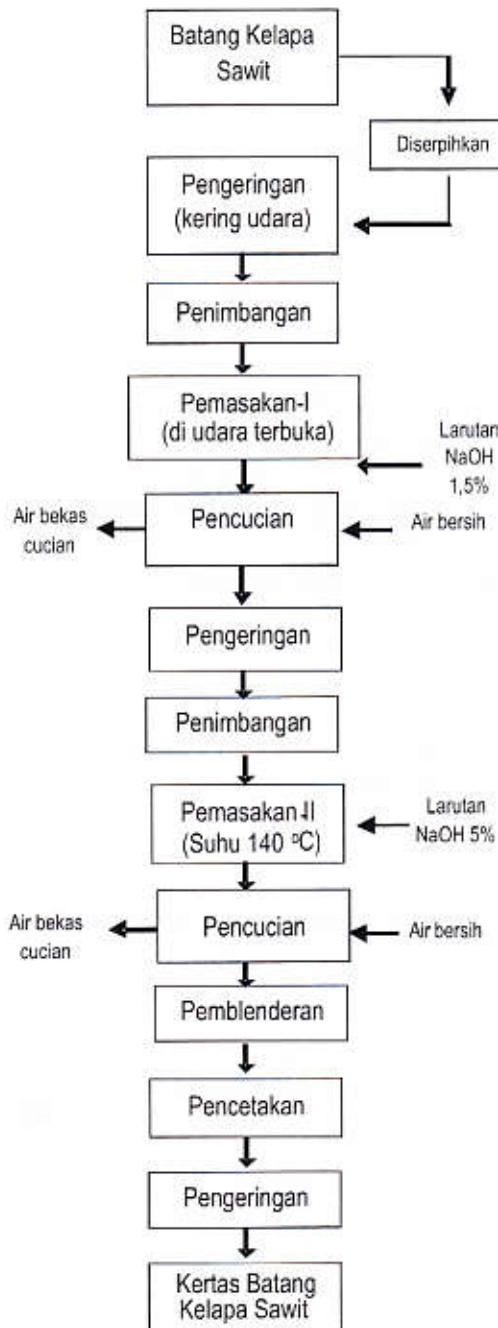 Batang Kelapa
Sawit
Diserpihkan
Pengeringan
(kering udara)
Penimbangan
Pemasakan-I
(di udara terbuka)
Larutan
NaOH
1,5%
Air bekas
cucian
Pencucian
Air bersih
Pengeringan
Penimbangan
Pemasakan-II
(Suhu 140 ºC)
Larutan
NaOH 5%
Air bekas
cucian
Pencucian
Air bersih
Pemblenderan
Pencetakan
Pengeringan
Kertas Batang
Kelapa Sawit